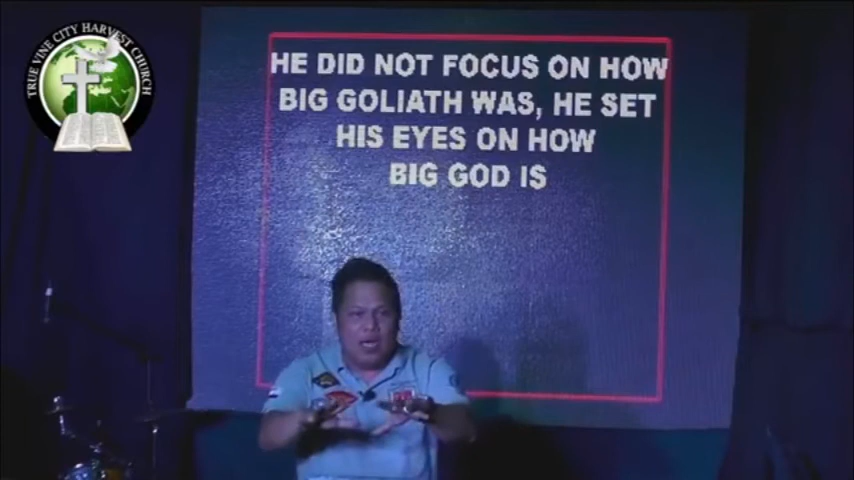 TRUE VINE CITY HARVEST CHURCH
HE DID NOT FOCUS ON HOW
BIG GOLIATH WAS, HE SET
HIS EYES ON HOW
BIG GOD IS